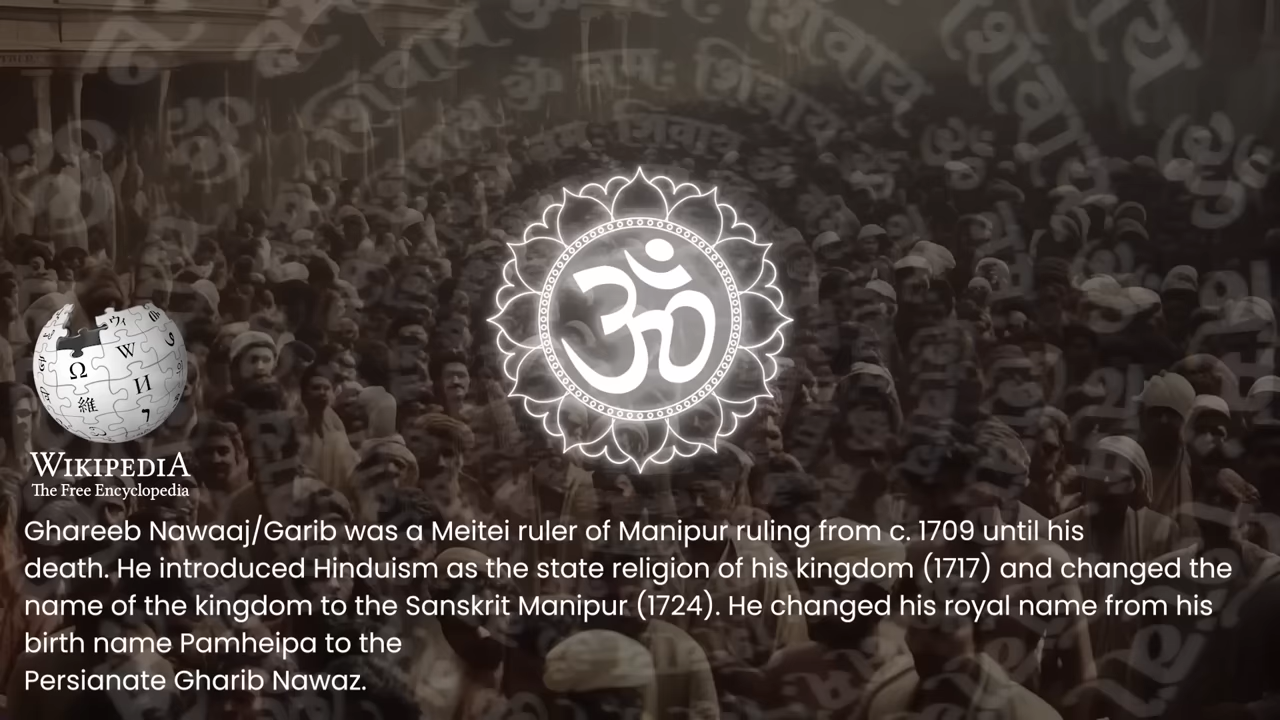 ॐ नमः शिवाय
नमः शिवाय
ॐ
WIKIPEDIA
The Free Encyclopedia
Ghareeb Nawaaj/Garib was a Meitei ruler of Manipur ruling from c. 1709 until his
death. He introduced Hinduism as the state religion of his kingdom (1717) and changed the
name of the kingdom to the Sanskrit Manipur (1724). He changed his royal name from his
birth name Pamheipa to the
Persianate Gharib Nawaz.